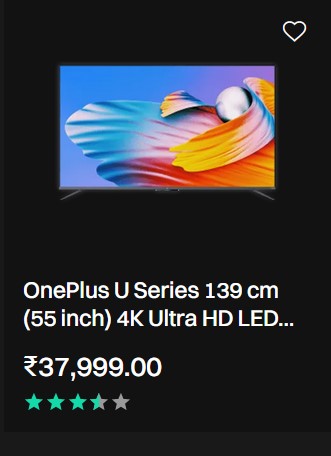 OnePlus U Series 139 cm
(55 inch) 4K Ultra HD LED...
₹37,999.00